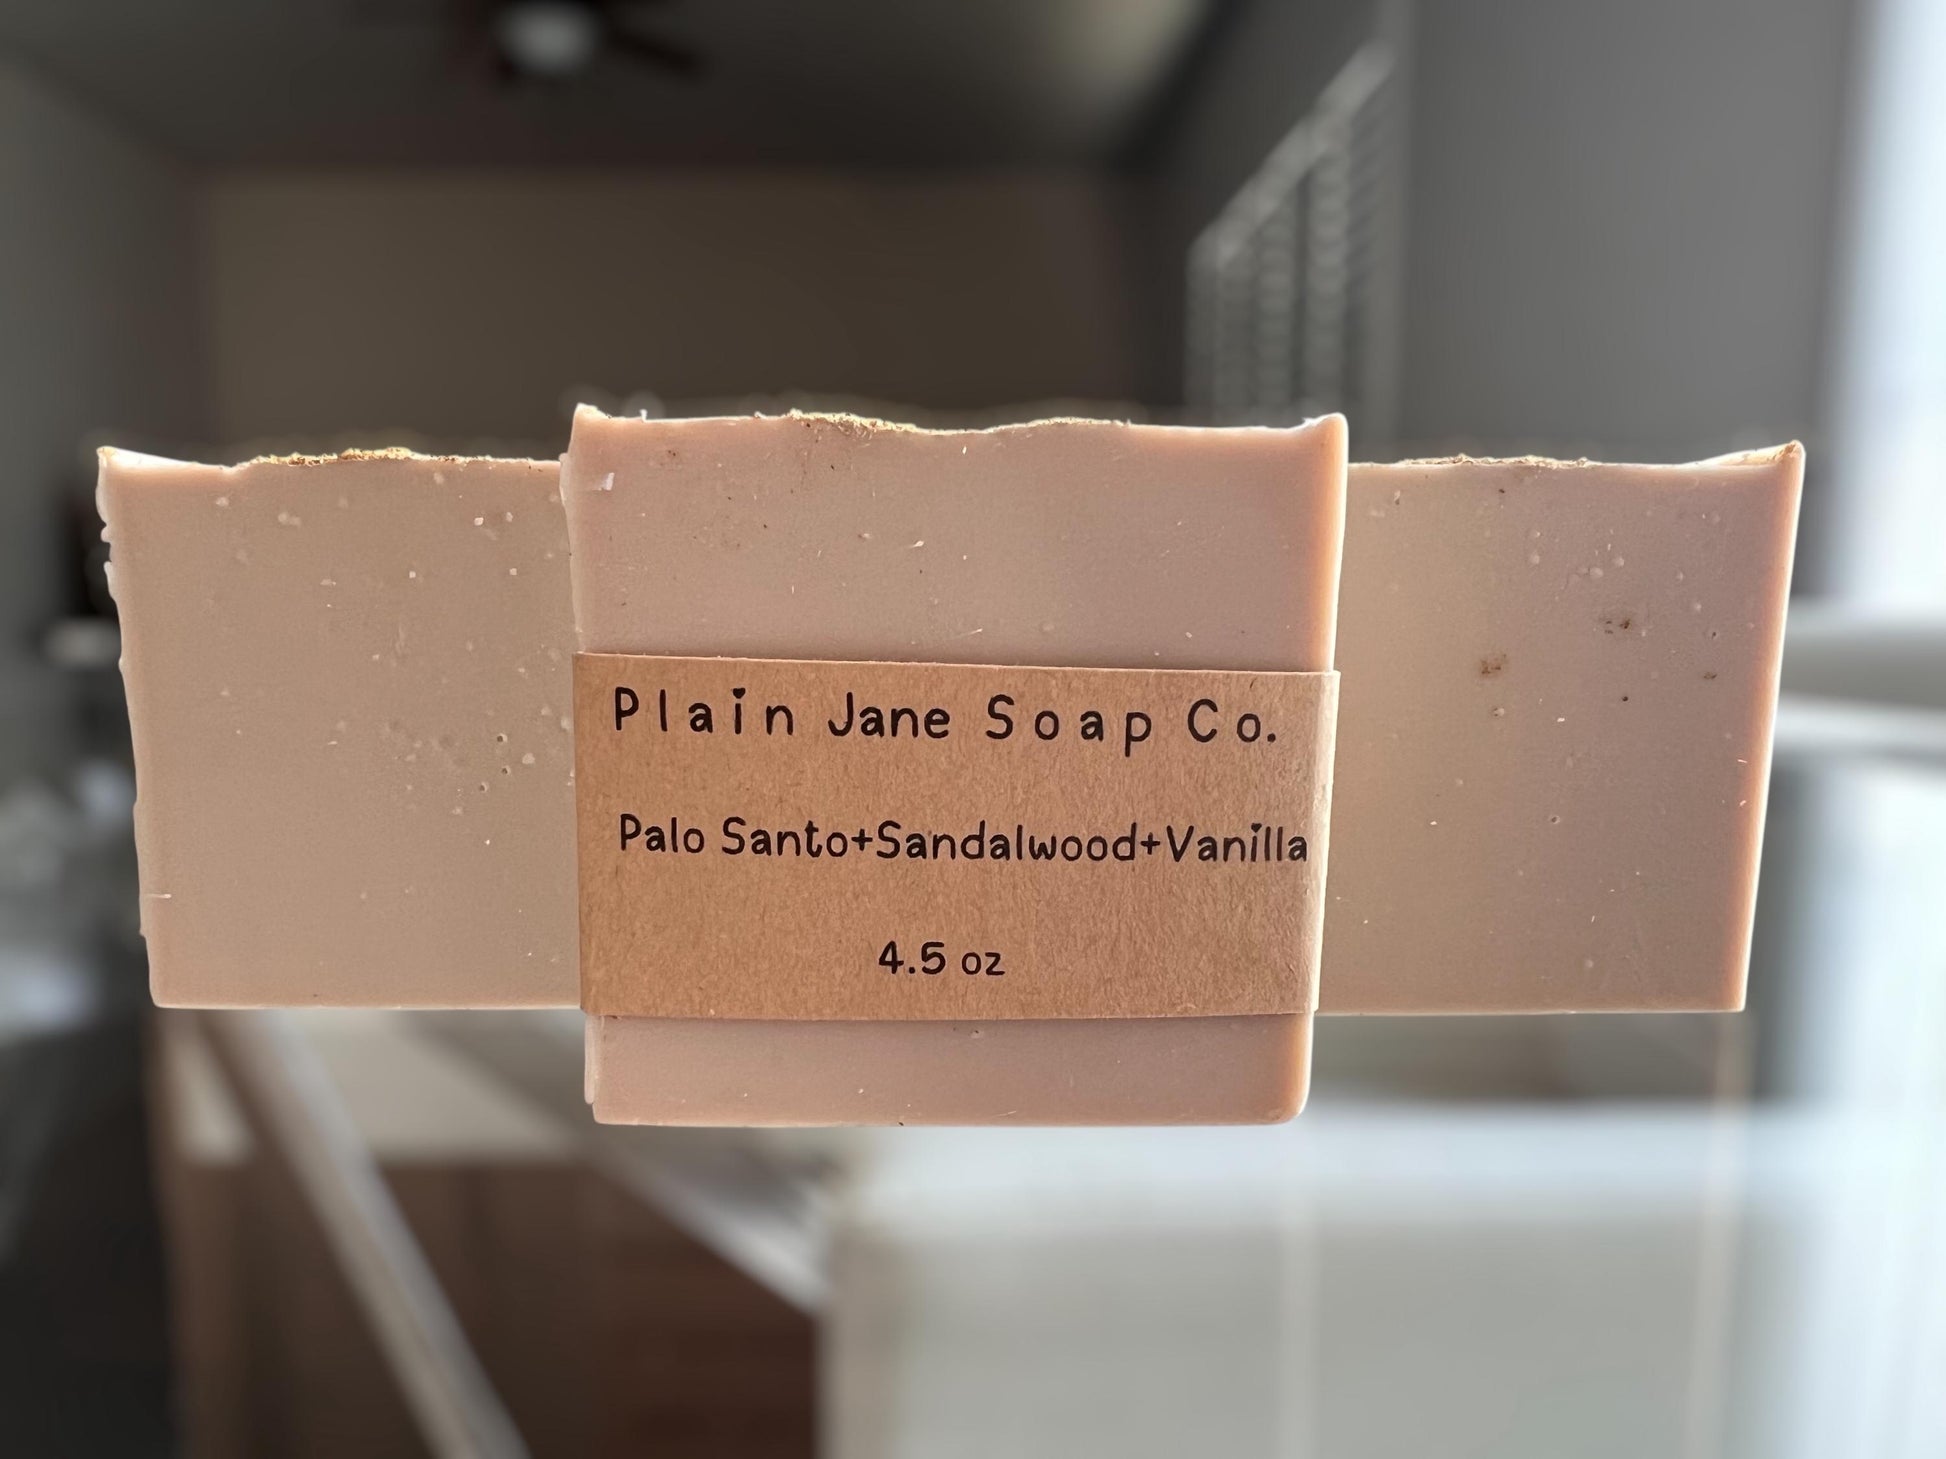 Plain Jane Soap Co.
Palo Santo+Sandalwood+Vanilla
4.5 oz